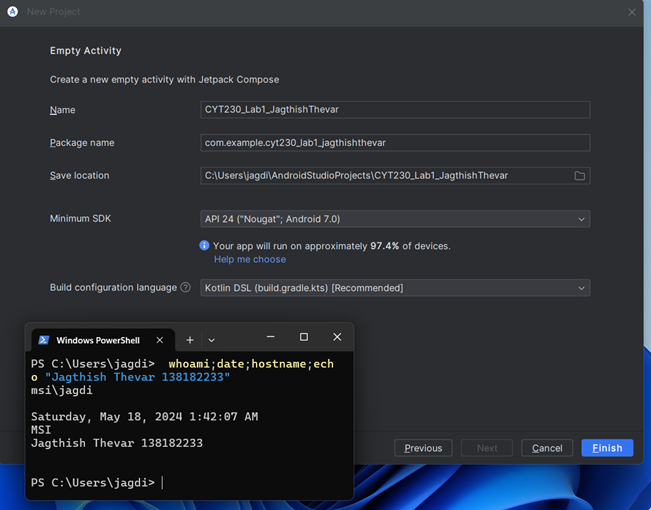 New Project
Empty Activity
Create a new empty activity with Jetpack Compose
Name CYT230_Lab1_JagthishThevar
Package name com.example.cyt230_lab1_jagthishthevar
Save location C:\Users\jagdi\AndroidStudioProjects\CYT230_Lab1_JagthishThevar
Minimum SDK API 24 ("Nougat"; Android 7.0)
Your app will run on approximately 97.4% of devices.
Help me choose
Build configuration language Kotlin DSL (build.gradle.kts) [Recommended]
Windows PowerShell
PS C:\Users\jagdi>  whoami;date;hostname;ech
o "Jagthish Thevar 138182233"
msi\jagdi
Saturday, May 18, 2024 1:42:07 AM
MSI
Jagthish Thevar 138182233
PS C:\Users\jagdi>
Previous Next Cancel Finish